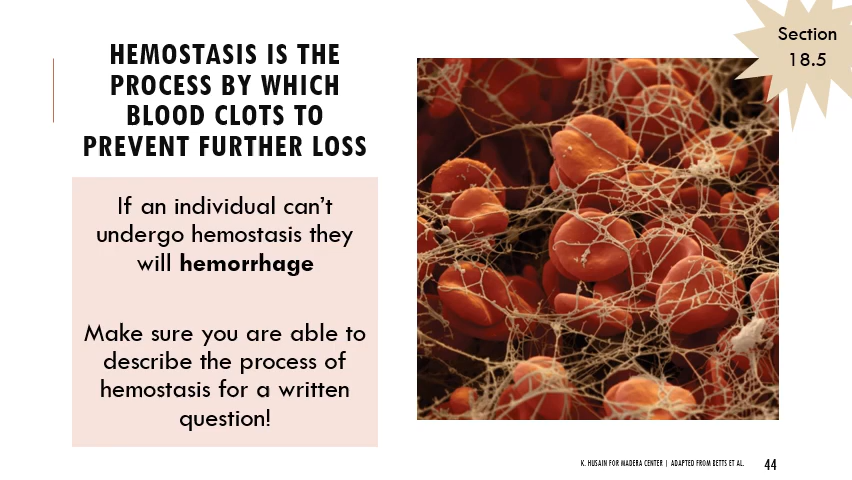 HEMOSTASIS IS THE
PROCESS BY WHICH
BLOOD CLOTS TO
PREVENT FURTHER LOSS
Section
18.5
If an individual can't
undergo hemostasis they
will hemorrhage
Make sure you are able to
describe the process of
hemostasis for a written
question!
K. HUSAIN FOR MADERA CENTER | ADAPTED FROM BETTS ET AL.
44